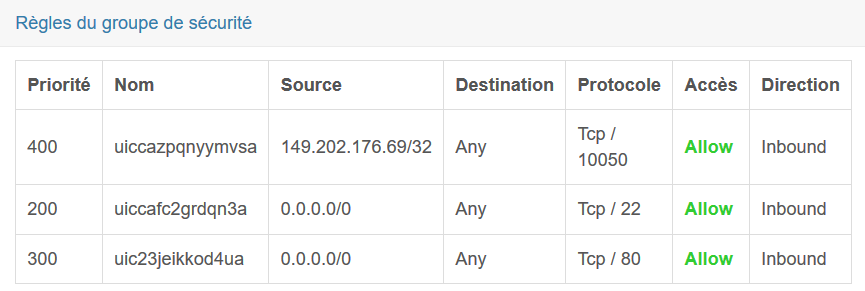 Règles du groupe de sécurité
Priorité Nom Source Destination Protocole Accès Direction
400 uiccazpqnyymvsa 149.202.176.69/32 Any Tcp / 10050 Allow Inbound
200 uiccafc2grdqn3a 0.0.0.0/0 Any Tcp / 22 Allow Inbound
300 uic23jeikkod4ua 0.0.0.0/0 Any Tcp / 80 Allow Inbound